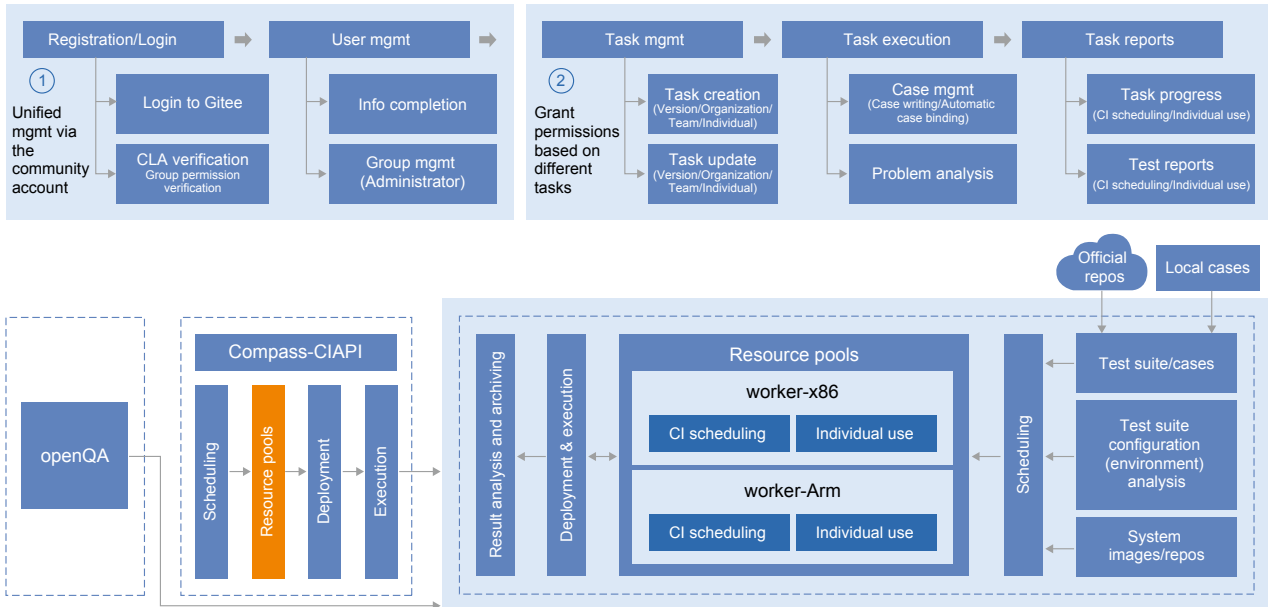 Registration/Login
User mgmt
1
Unified
mgmt via
the
community
account
Login to Gitee
CLA verification
Group permission
verification
Info completion
Group mgmt
(Administrator)
Task mgmt
Task execution
Task reports
2
Grant
permissions
based on
different
tasks
Task creation
(Version/Organization/
Team/Individual)
Task update
(Version/Organization/
Team/Individual)
Case mgmt
(Case writing/Automatic
case binding)
Problem analysis
Task progress
(CI scheduling/Individual use)
Test reports
(CI scheduling/Individual use)
Official
repos
Local cases
openQA
Compass-CIAPI
Scheduling
Resource pools
Deployment
Execution
Result analysis and archiving
Deployment & execution
Resource pools
worker-x86
CI scheduling
Individual use
worker-Arm
CI scheduling
Individual use
Scheduling
Test suite/cases
Test suite
configuration
(environment)
analysis
System
images/repos